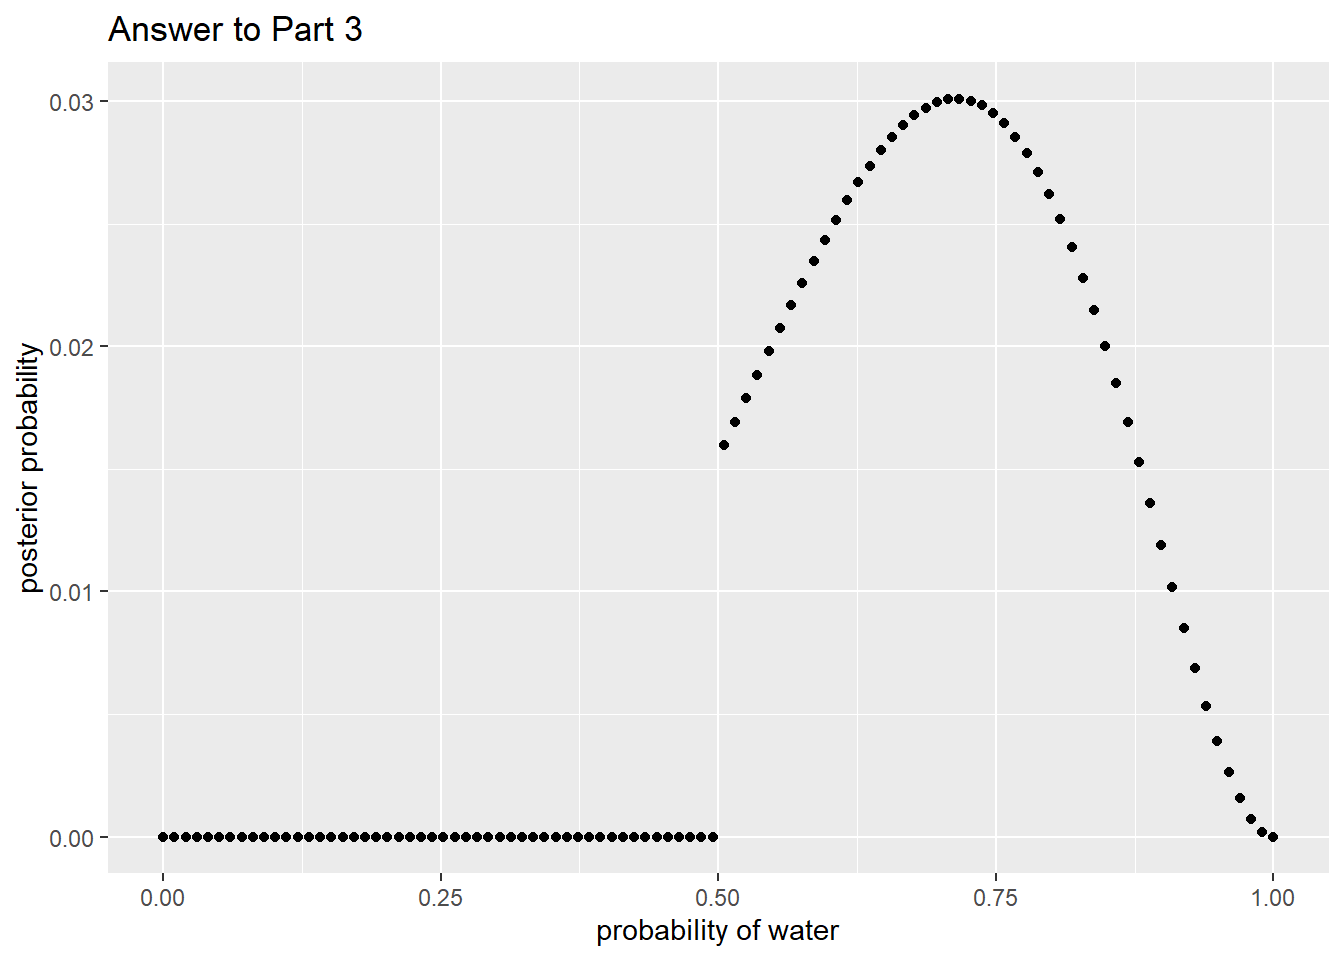 Answer to Part 3
posterior probability
0.03
0.02
0.01
0.00
0.00 0.25 0.50 0.75 1.00
probability of water